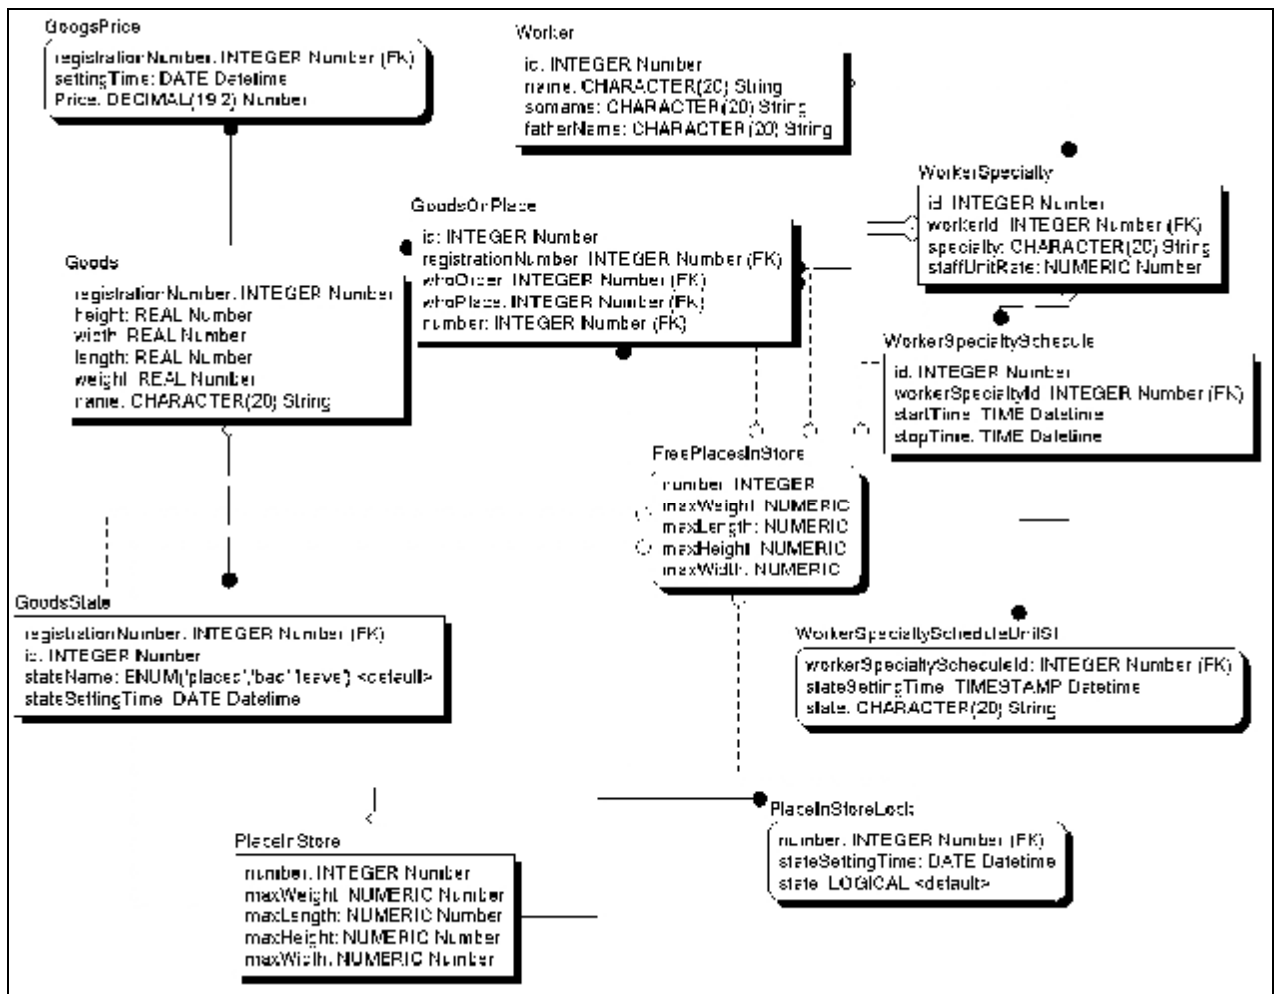 GoogsPrice
registrationNumber: INTEGER Number (FK)
settingTime: DATE Datetime
Price: DECIMAL(19,2) Number
Worker
id: INTEGER Number
name: CHARACTER(20) String
somame: CHARACTER(20) String
fatherName: CHARACTER(20) String
WorkerSpecialty
id: INTEGER Number
workerId: INTEGER Number (FK)
specialty: CHARACTER(20) String
staffUnitRate: NUMERIC Number
GoodsOnPlace
id: INTEGER Number
registrationNumber: INTEGER Number (FK)
whoOrder: INTEGER Number (FK)
whoPlace: INTEGER Number (FK)
number: INTEGER Number (FK)
Goods
registrationNumber: INTEGER Number
height: REAL Number
width: REAL Number
length: REAL Number
weight: REAL Number
name: CHARACTER(20) String
WorkerSpecialtySchedule
id: INTEGER Number
workerSpecialtyId: INTEGER Number (FK)
startTime: TIME Datetime
stopTime: TIME Datetime
FreePlacesInStore
number: INTEGER
maxWeight: NUMERIC
maxLength: NUMERIC
maxHeight: NUMERIC
maxWidth: NUMERIC
GoodsState
registrationNumber: INTEGER Number (FK)
id: INTEGER Number
stateName: ENUM('places','bad' 'leave') <default>
stateSettingTime: DATE Datetime
WorkerSpecialtyScheduleUnitSt
workerSpecialtyScheduleId: INTEGER Number (FK)
stateSettingTime: TIMESTAMP Datetime
state: CHARACTER(20) String
PlaceInStore
number: INTEGER Number
maxWeight: NUMERIC Number
maxLength: NUMERIC Number
maxHeight: NUMERIC Number
maxWidth: NUMERIC Number
PlaceInStoreLock
number: INTEGER Number (FK)
stateSettingTime: DATE Datetime
state: LOGICAL <default>